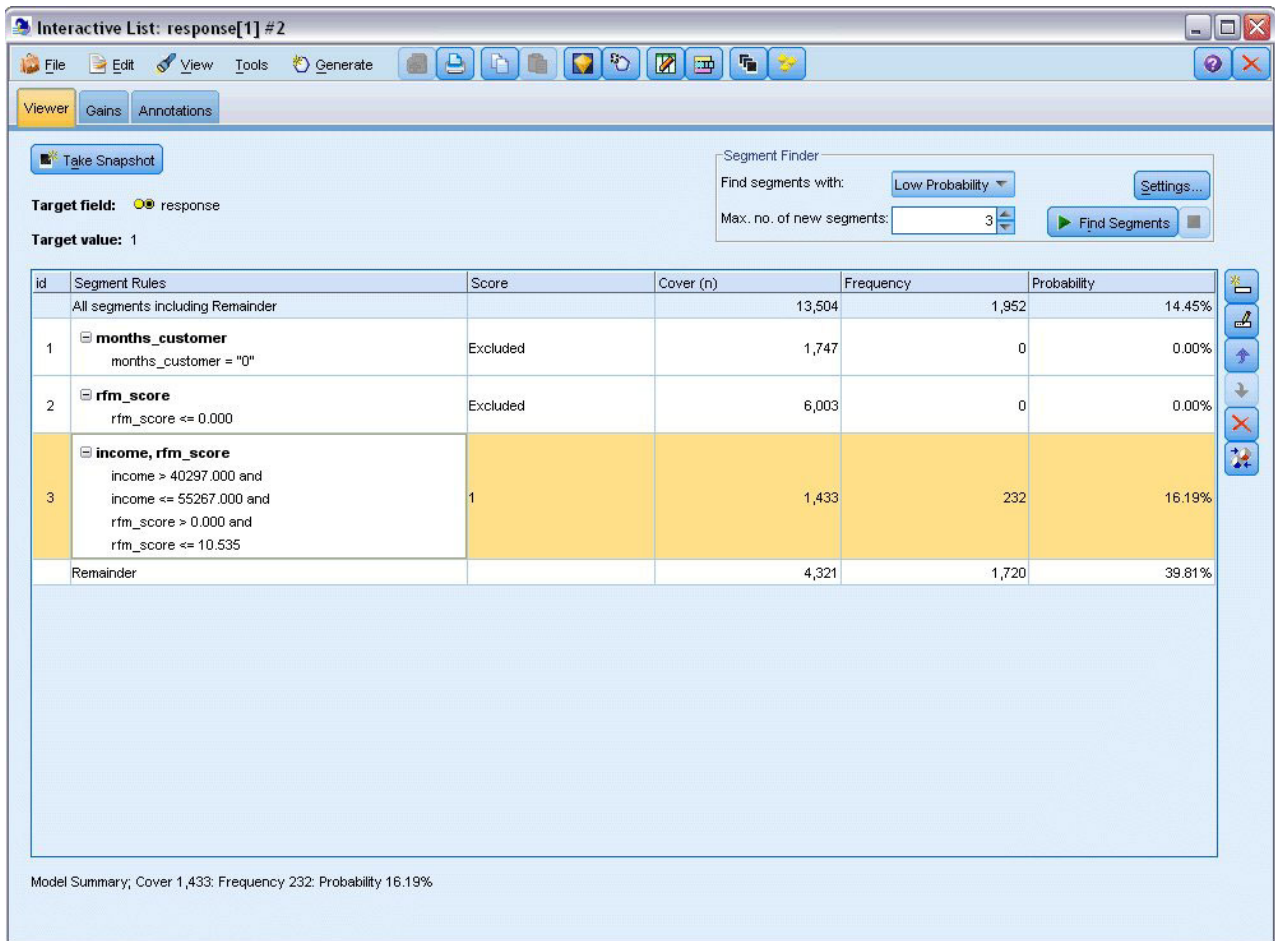 Interactive List: response[1] #2
File Edit View Tools Generate
Viewer Gains Annotations
Take Snapshot
Segment Finder
Find segments with: Low Probability Settings...
Max. no. of new segments: 3 Find Segments
Target field: response
Target value: 1
id Segment Rules Score Cover (n) Frequency Probability
All segments including Remainder 13,504 1,952 14.45%
months_customer
1 Excluded 1,747 0 0.00%
months_customer = "0"
rfm_score
2 Excluded 6,003 0 0.00%
rfm_score <= 0.000
income, rfm_score
income > 40297.000 and
3 income <= 55267.000 and 1 1,433 232 16.19%
rfm_score > 0.000 and
rfm_score <= 10.535
Remainder 4,321 1,720 39.81%
Model Summary; Cover 1,433: Frequency 232: Probability 16.19%